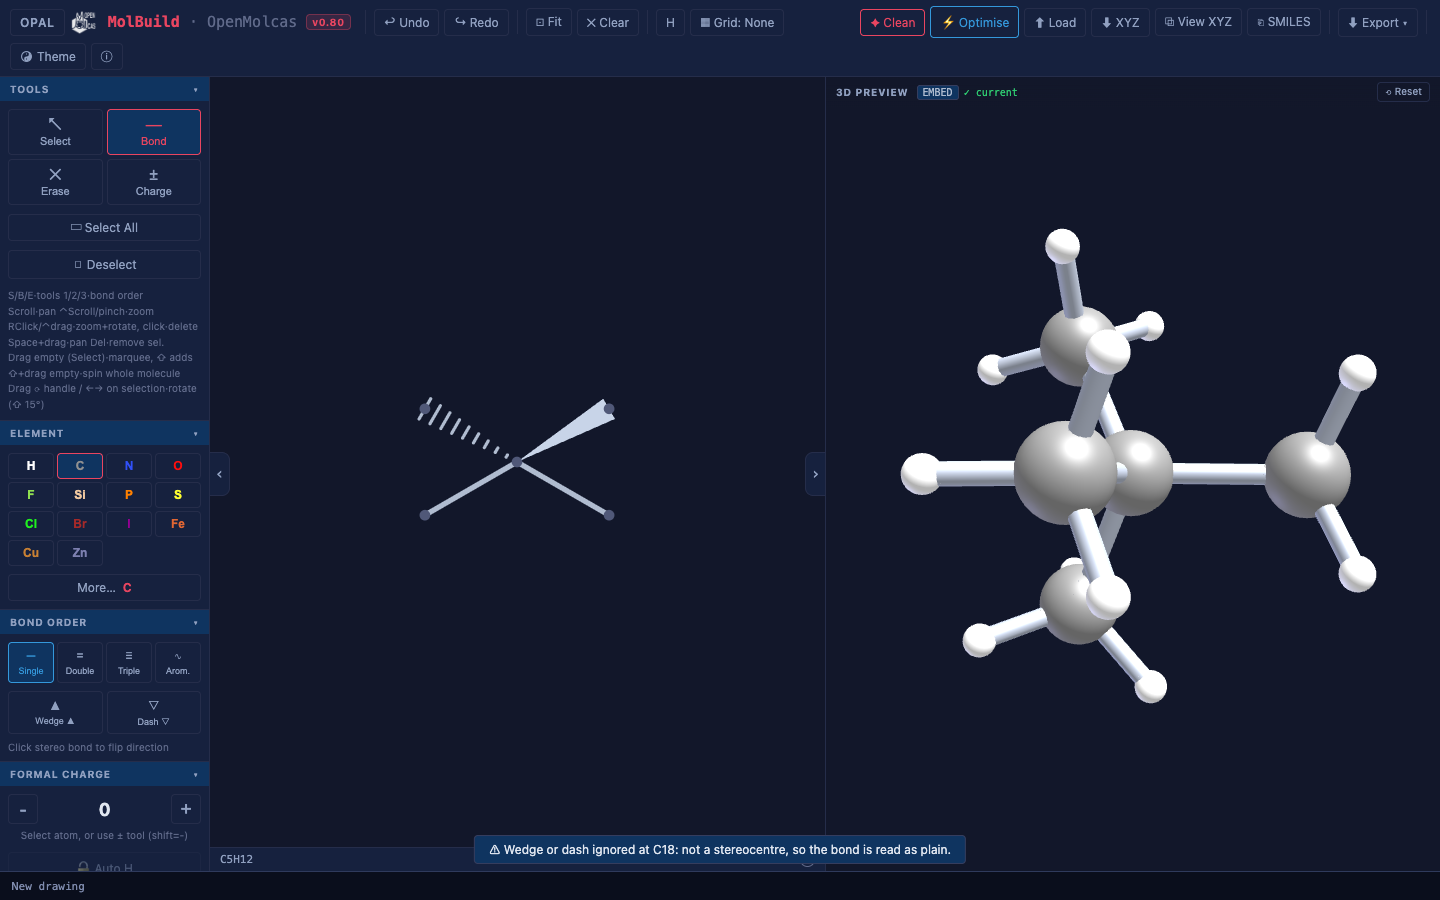 OPAL OPEN MOLCAS MolBuild · OpenMolcas v0.80 ↩ Undo ↪ Redo ⊡ Fit ✕ Clear H ▦ Grid: None ✦ Clean ⚡ Optimise ⬆ Load ⬇ XYZ View XYZ SMILES ⬇ Export ▾
Theme ⓘ
TOOLS ▾
3D PREVIEW EMBED ✓ current Reset
Select Bond
Erase Charge
Select All
Deselect
S/B/E·tools 1/2/3·bond order
Scroll·pan ^Scroll/pinch·zoom
RClick/^drag·zoom+rotate, click·delete
Space+drag·pan Del·remove sel.
Drag empty (Select)·marquee, ⇧ adds
⇧+drag empty·spin whole molecule
Drag ⟳ handle / ←→ on selection·rotate
(⇧ 15°)
ELEMENT ▾
H C N O
F Si P S
Cl Br I Fe
Cu Zn
More... C
BOND ORDER ▾
Single Double Triple Arom.
Wedge ▲ Dash ▽
Click stereo bond to flip direction
FORMAL CHARGE ▾
- 0 +
Select atom, or use ± tool (shift=-)
Auto H
C5H12
⚠ Wedge or dash ignored at C18: not a stereocentre, so the bond is read as plain.
New drawing